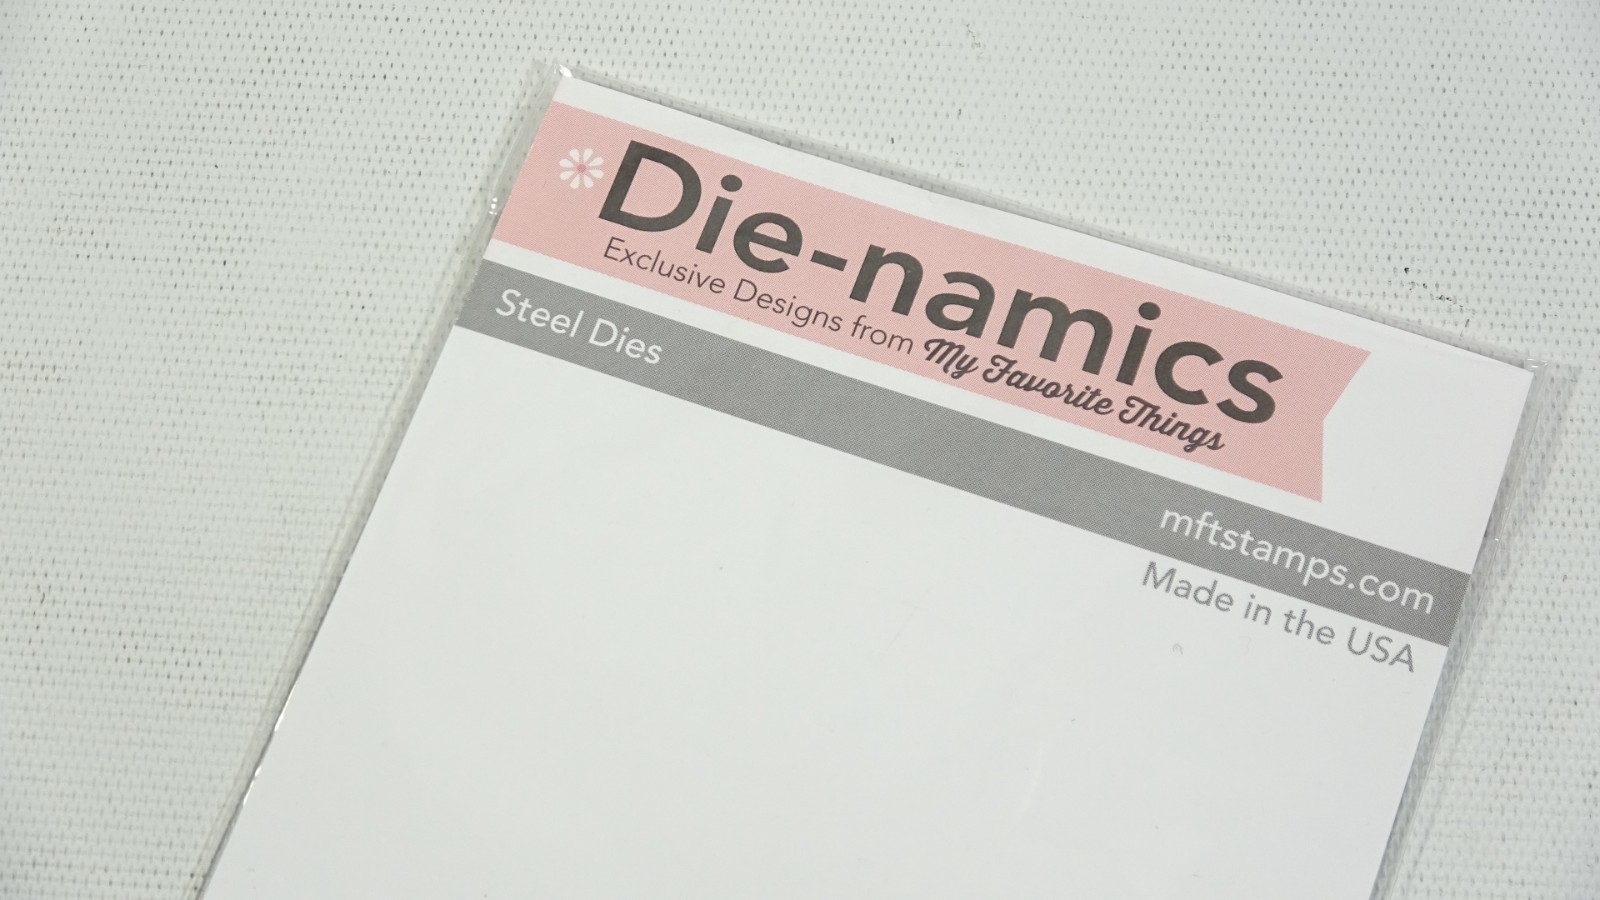 Die-namics
Exclusive Designs from My Favorite Things
Steel Dies
mftstamps.com
Made in the USA